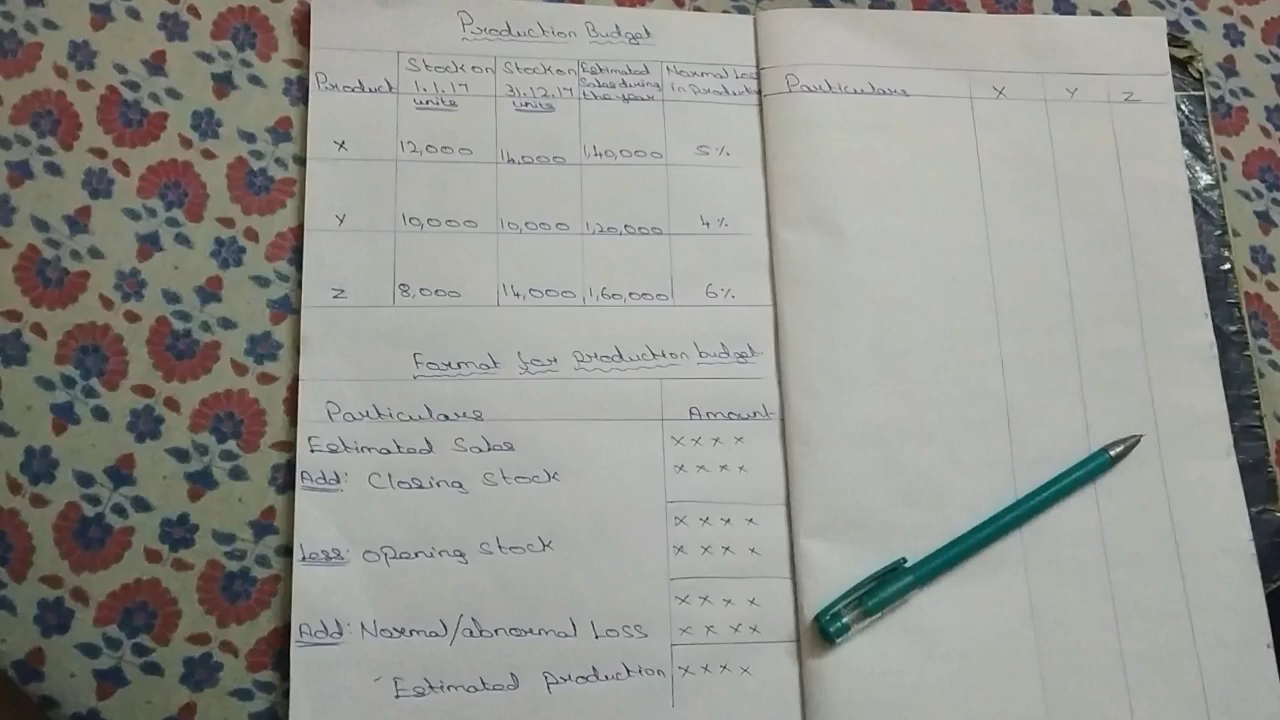 Production Budget
Product Stock on 1.1.17 units Stock on 31.12.17 units Estimated Sales during the year Normal Loss in Production
X 12,000 14,000 1,40,000 5%
Y 10,000 10,000 1,20,000 4%
Z 8,000 14,000 1,60,000 6%
Format for production budget
Particulars Amount
Estimated Sales xxxx
Add: Closing Stock xxxx
xxxx
Less: opening stock xxxx
xxxx
Add: Normal/abnormal Loss xxxx
Estimated production xxxx
Particulars X Y Z